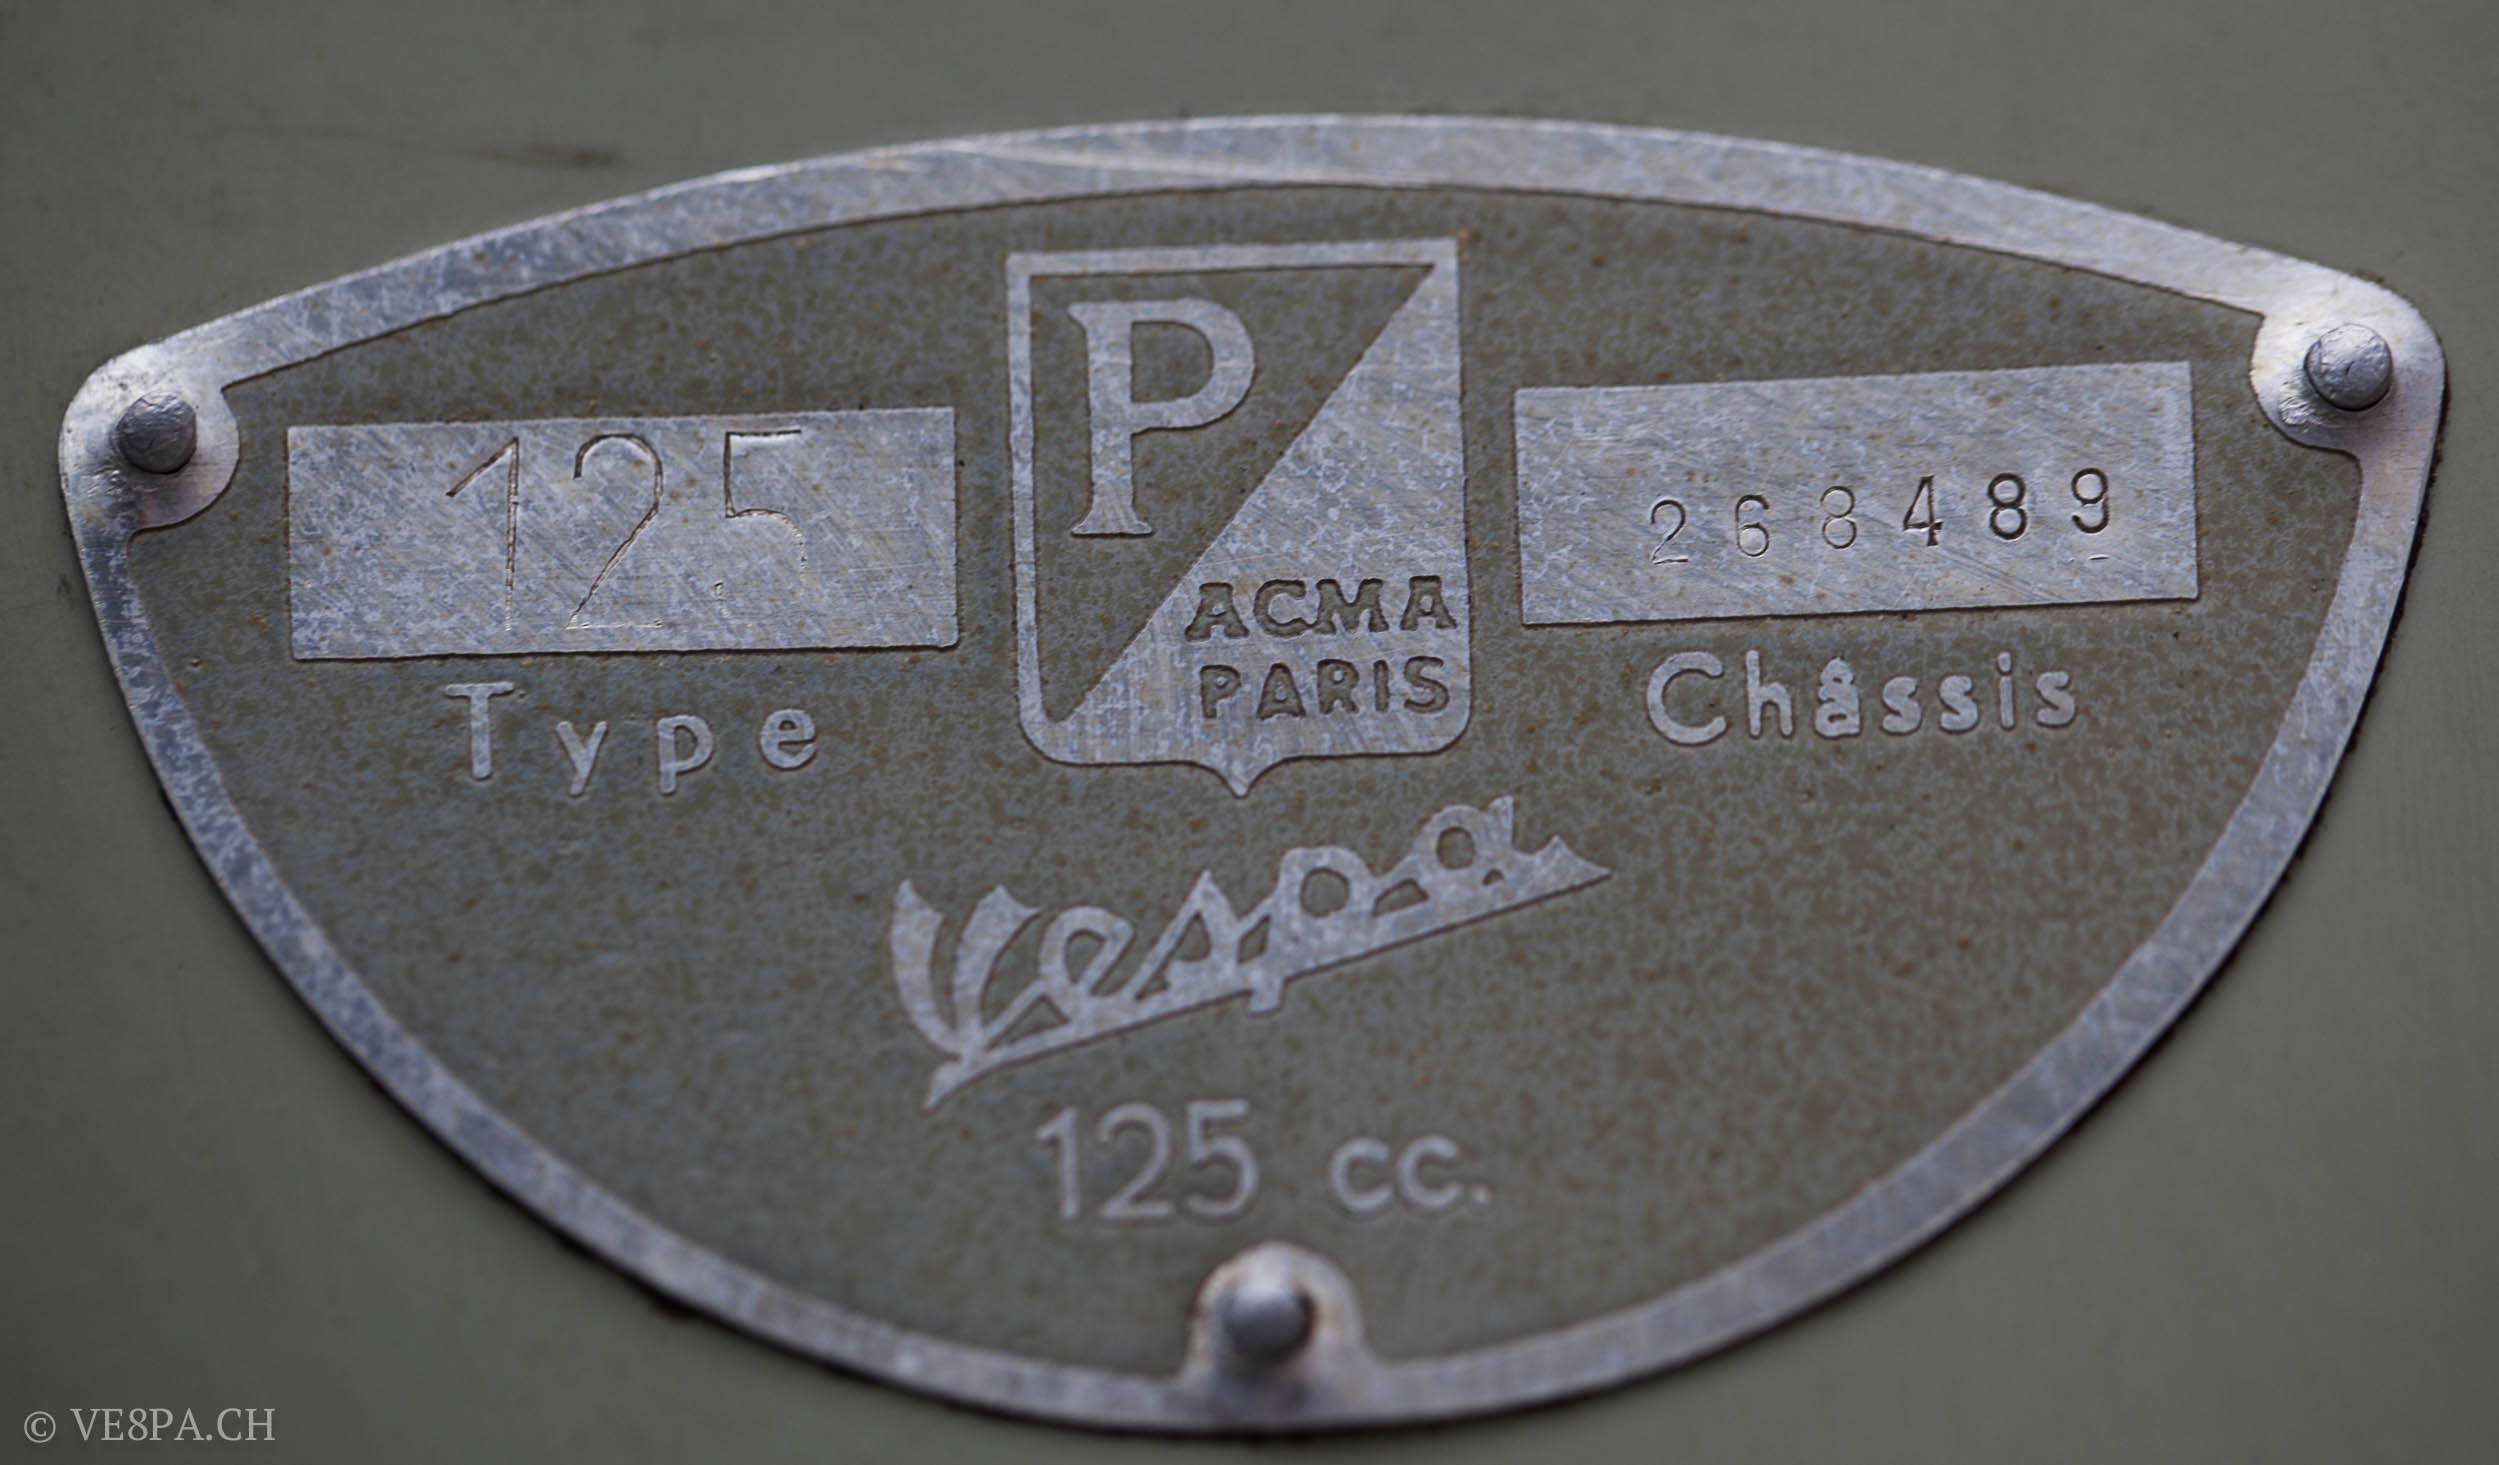 P
ACMA
PARIS
125
Type
268489
Châssis
Vespa
125 cc.
© VE8PA.CH